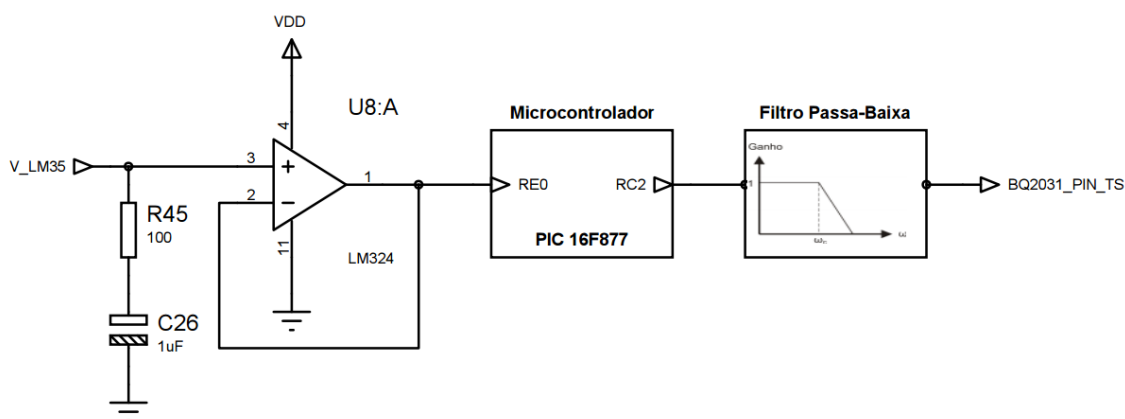 VDD
U8:A
Microcontrolador
Filtro Passa-Baixa
4
Ganho
V_LM35
3
+
1
RE0
RC2
1
BQ2031_PIN_TS
2
−
R45
100
11
LM324
PIC 16F877
ωc
ω
C26
1uF